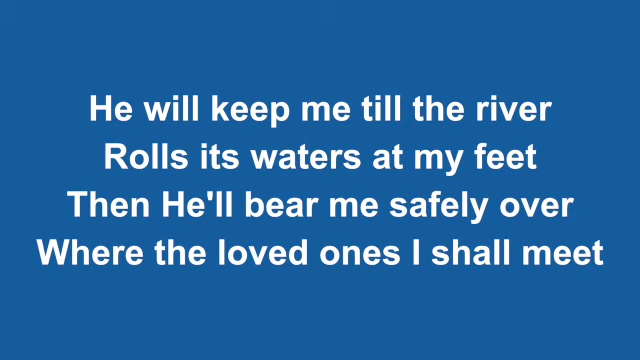 He will keep me till the river
Rolls its waters at my feet
Then He'll bear me safely over
Where the loved ones I shall meet